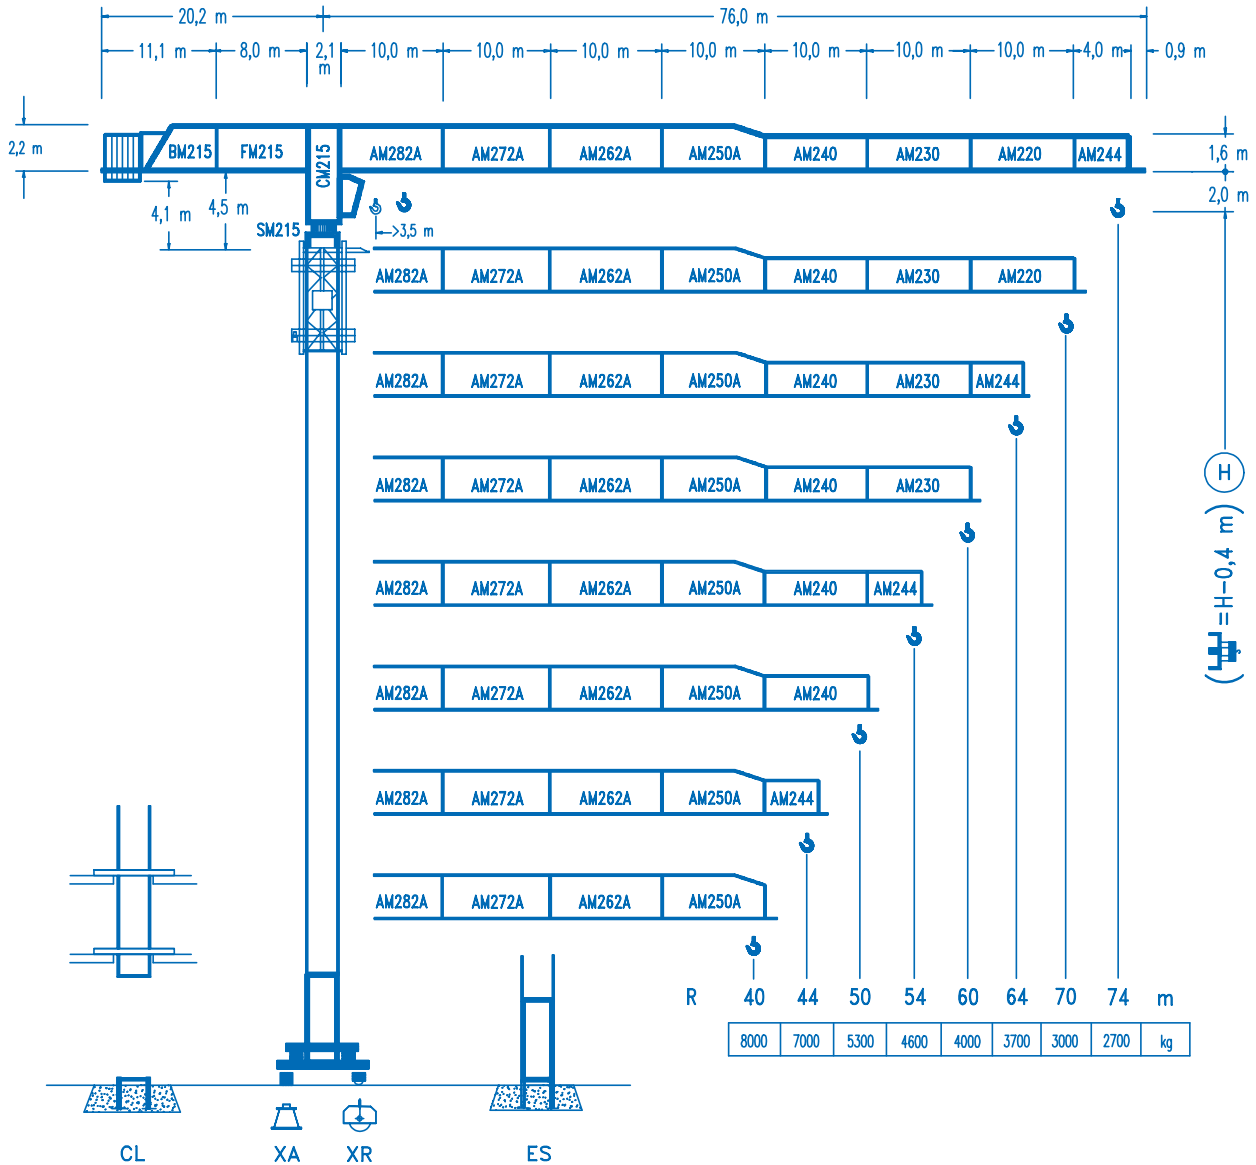 20,2 m 76,0 m
11,1 m 8,0 m 2,1 m 10,0 m 10,0 m 10,0 m 10,0 m 10,0 m 10,0 m 10,0 m 4,0 m 0,9 m
2,2 m BM215 FM215 CM215 AM282A AM272A AM262A AM250A AM240 AM230 AM220 AM244 1,6 m
4,1 m 4,5 m 2,0 m
SM215 >3,5 m
AM282A AM272A AM262A AM250A AM240 AM230 AM220
AM282A AM272A AM262A AM250A AM240 AM230 AM244
H
AM282A AM272A AM262A AM250A AM240 AM230
( =H-0,4 m)
AM282A AM272A AM262A AM250A AM240 AM244
AM282A AM272A AM262A AM250A AM240
AM282A AM272A AM262A AM250A AM244
AM282A AM272A AM262A AM250A
R 40 44 50 54 60 64 70 74 m
8000 7000 5300 4600 4000 3700 3000 2700 kg
CL XA XR ES